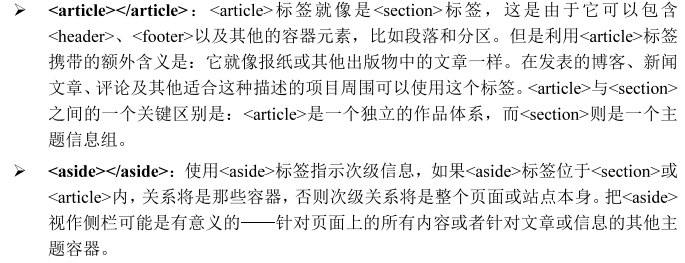 ➢ <article></article>：<article>标签就像是<section>标签，这是由于它可以包含
<header>、<footer>以及其他的容器元素，比如段落和分区。但是利用<article>标签
携带的额外含义是：它就像报纸或其他出版物中的文章一样。在发表的博客、新闻
文章、评论及其他适合这种描述的项目周围可以使用这个标签。<article>与<section>
之间的一个关键区别是：<article>是一个独立的作品体系，而<section>则是一个主
题信息组。
➢ <aside></aside>：使用<aside>标签指示次级信息，如果<aside>标签位于<section>或
<article>内，关系将是那些容器，否则次级关系将是整个页面或站点本身。把<aside>
视作侧栏可能是有意义的——针对页面上的所有内容或者针对文章或信息的其他主
题容器。